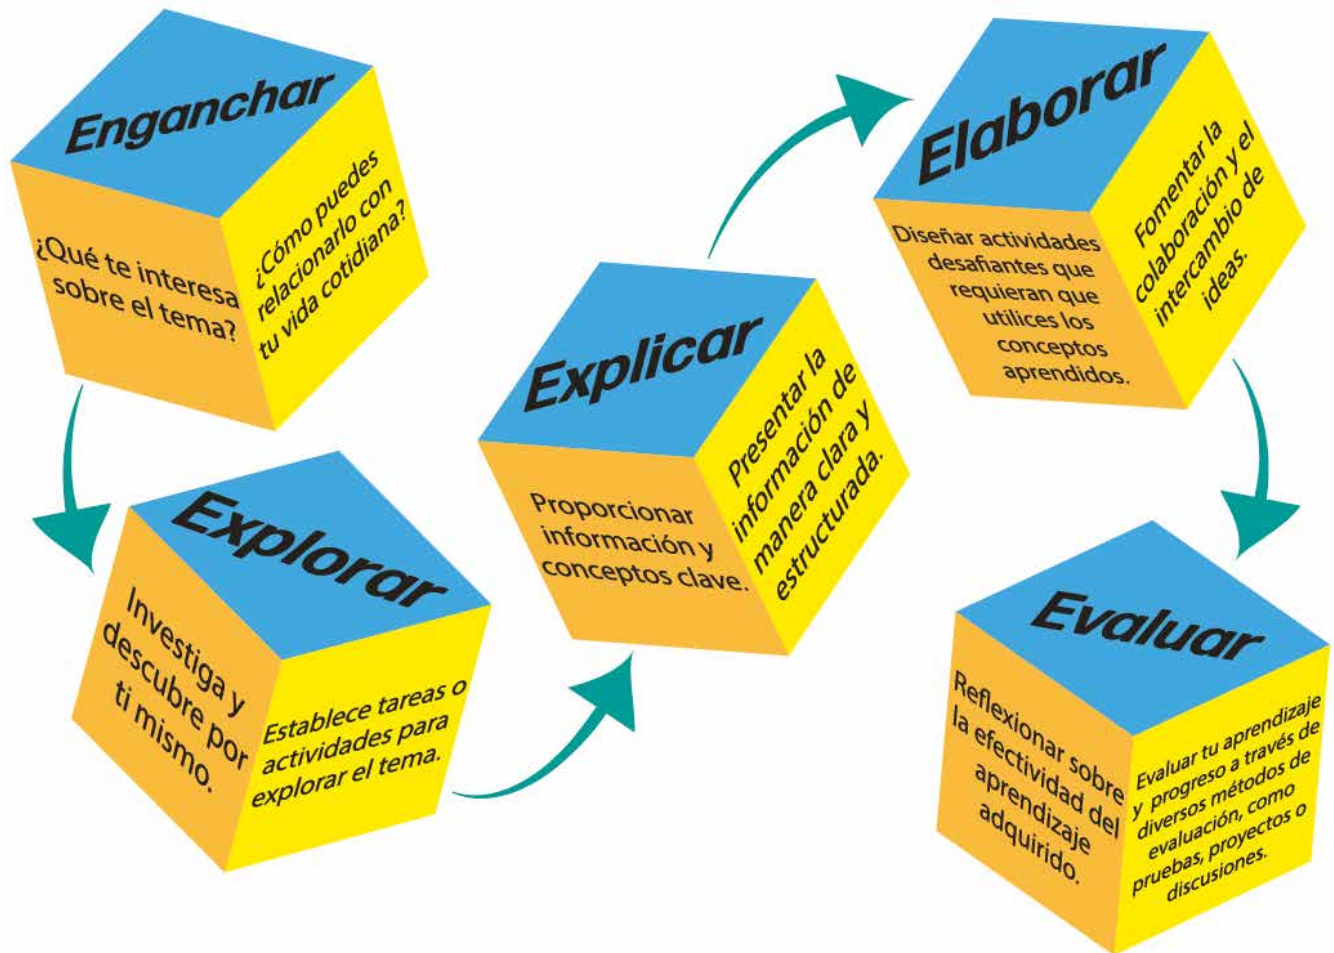 Enganchar
¿Qué te interesa
sobre el tema?
¿Cómo puedes
relacionarlo con
tu vida cotidiana?
Explorar
Investiga y
descubre por
ti mismo.
Establece tareas o
actividades para
explorar el tema.
Explicar
Proporcionar
información y
conceptos clave.
Presentar la
información de
manera clara y
estructurada.
Elaborar
Diseñar actividades
desafiantes que
requieran que
utilices los
conceptos
aprendidos.
Fomentar la
colaboración y el
intercambio de
ideas.
Evaluar
Reflexionar sobre
la efectividad del
aprendizaje
adquirido.
Evaluar tu aprendizaje
y progreso a través de
diversos métodos de
evaluación, como
pruebas, proyectos o
discusiones.